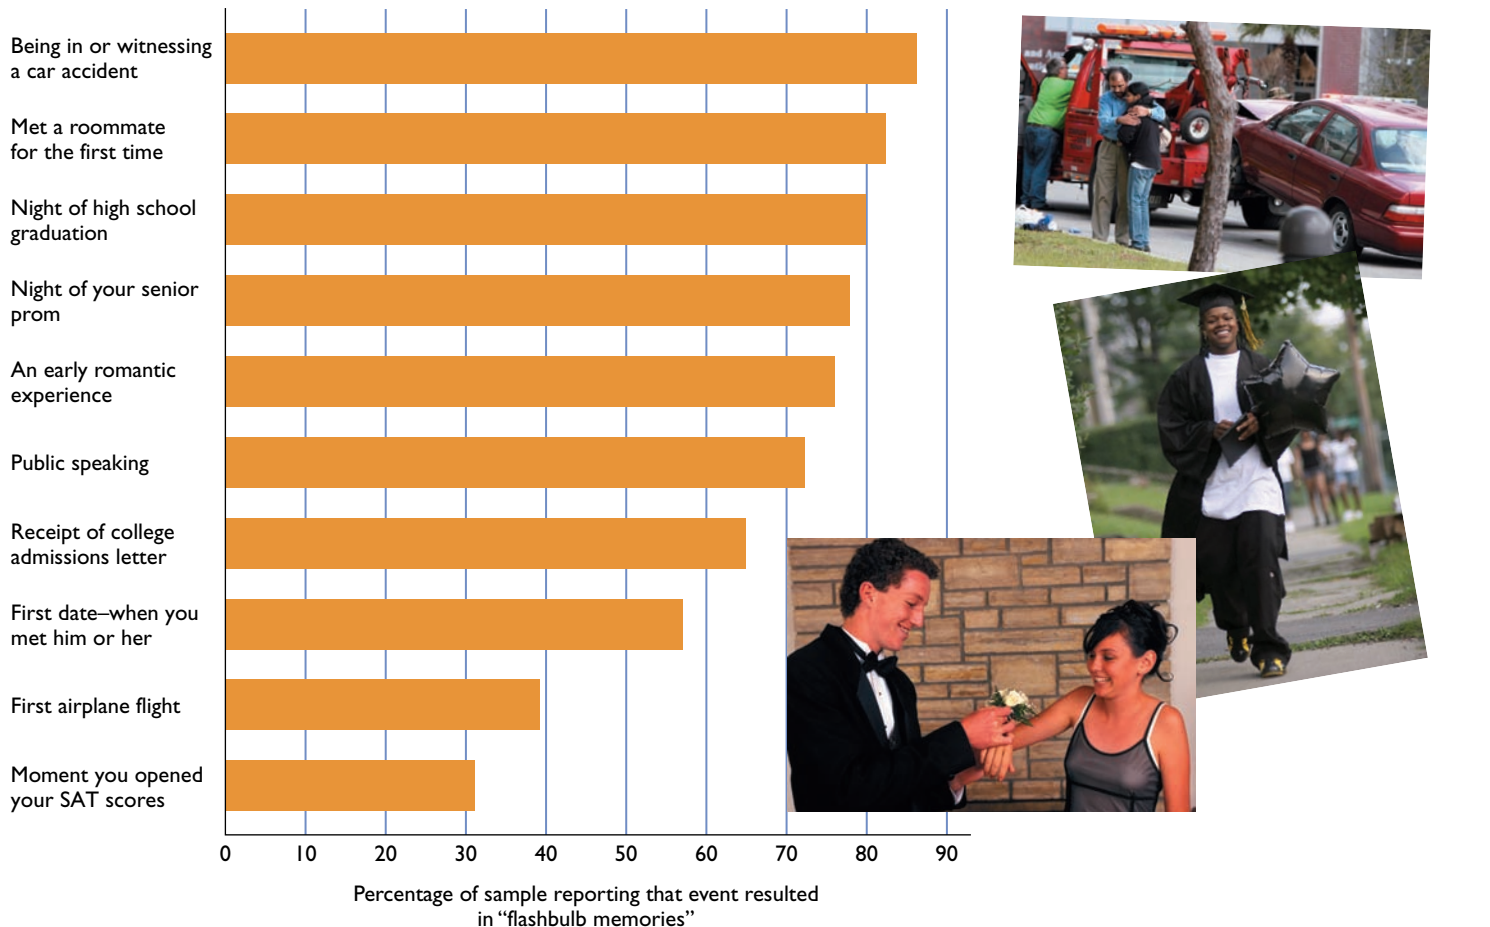 Being in or witnessing
a car accident
Met a roommate
for the first time
Night of high school
graduation
Night of your senior
prom
An early romantic
experience
Public speaking
Receipt of college
admissions letter
First date–when you
met him or her
First airplane flight
Moment you opened
your SAT scores
0 10 20 30 40 50 60 70 80 90
Percentage of sample reporting that event resulted
in “flashbulb memories”